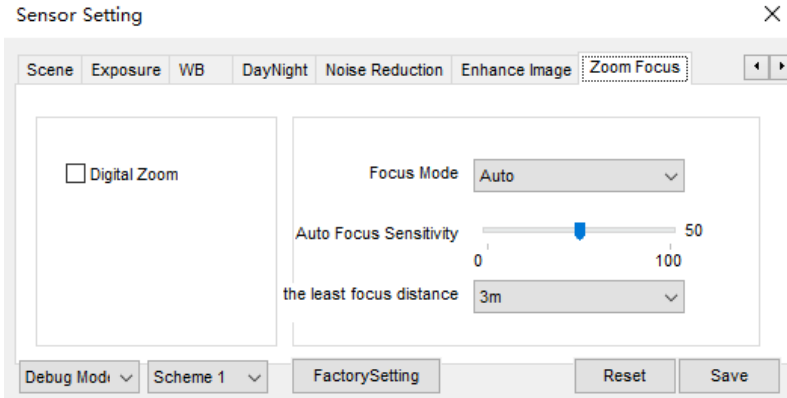 Sensor Setting
Scene Exposure WB DayNight Noise Reduction Enhance Image Zoom Focus
Digital Zoom
Focus Mode Auto
Auto Focus Sensitivity 50
0 100
the least focus distance 3m
Debug Mode Scheme 1 FactorySetting Reset Save